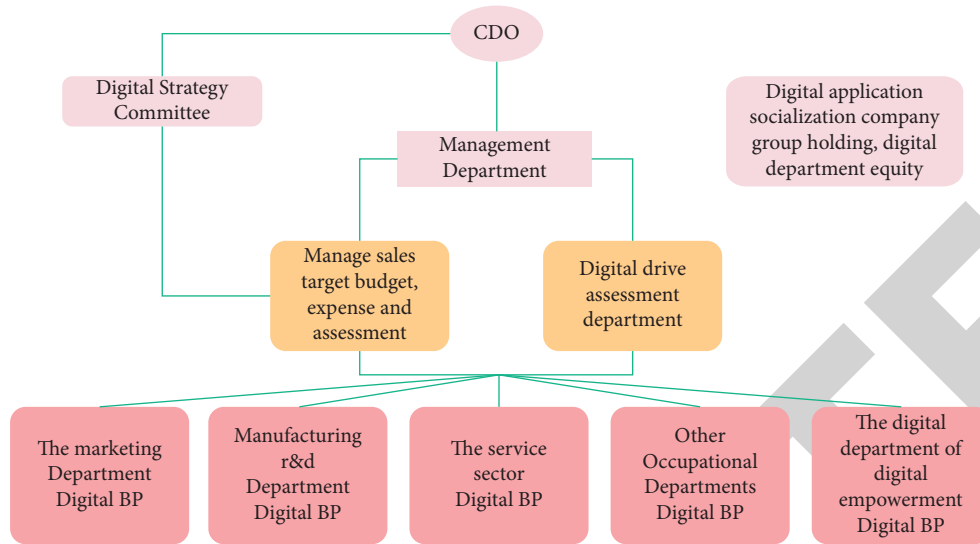 CDO
Digital Strategy
Committee
Management
Department
Digital application
socialization company
group holding, digital
department equity
Manage sales
target budget,
expense and
assessment
Digital drive
assessment
department
The marketing
Department
Digital BP
Manufacturing
r&d
Department
Digital BP
The service
sector
Digital BP
Other
Occupational
Departments
Digital BP
The digital
department of
digital
empowerment
Digital BP